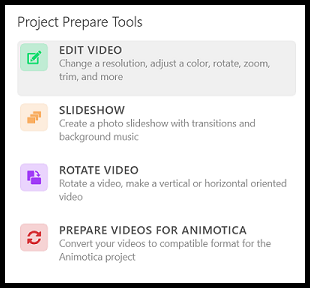 Project Prepare Tools
EDIT VIDEO
Change a resolution, adjust a color, rotate, zoom,
trim, and more
SLIDESHOW
Create a photo slideshow with transitions and
background music
ROTATE VIDEO
Rotate a video, make a vertical or horizontal oriented
video
PREPARE VIDEOS FOR ANIMOTICA
Convert your videos to compatible format for the
Animotica project